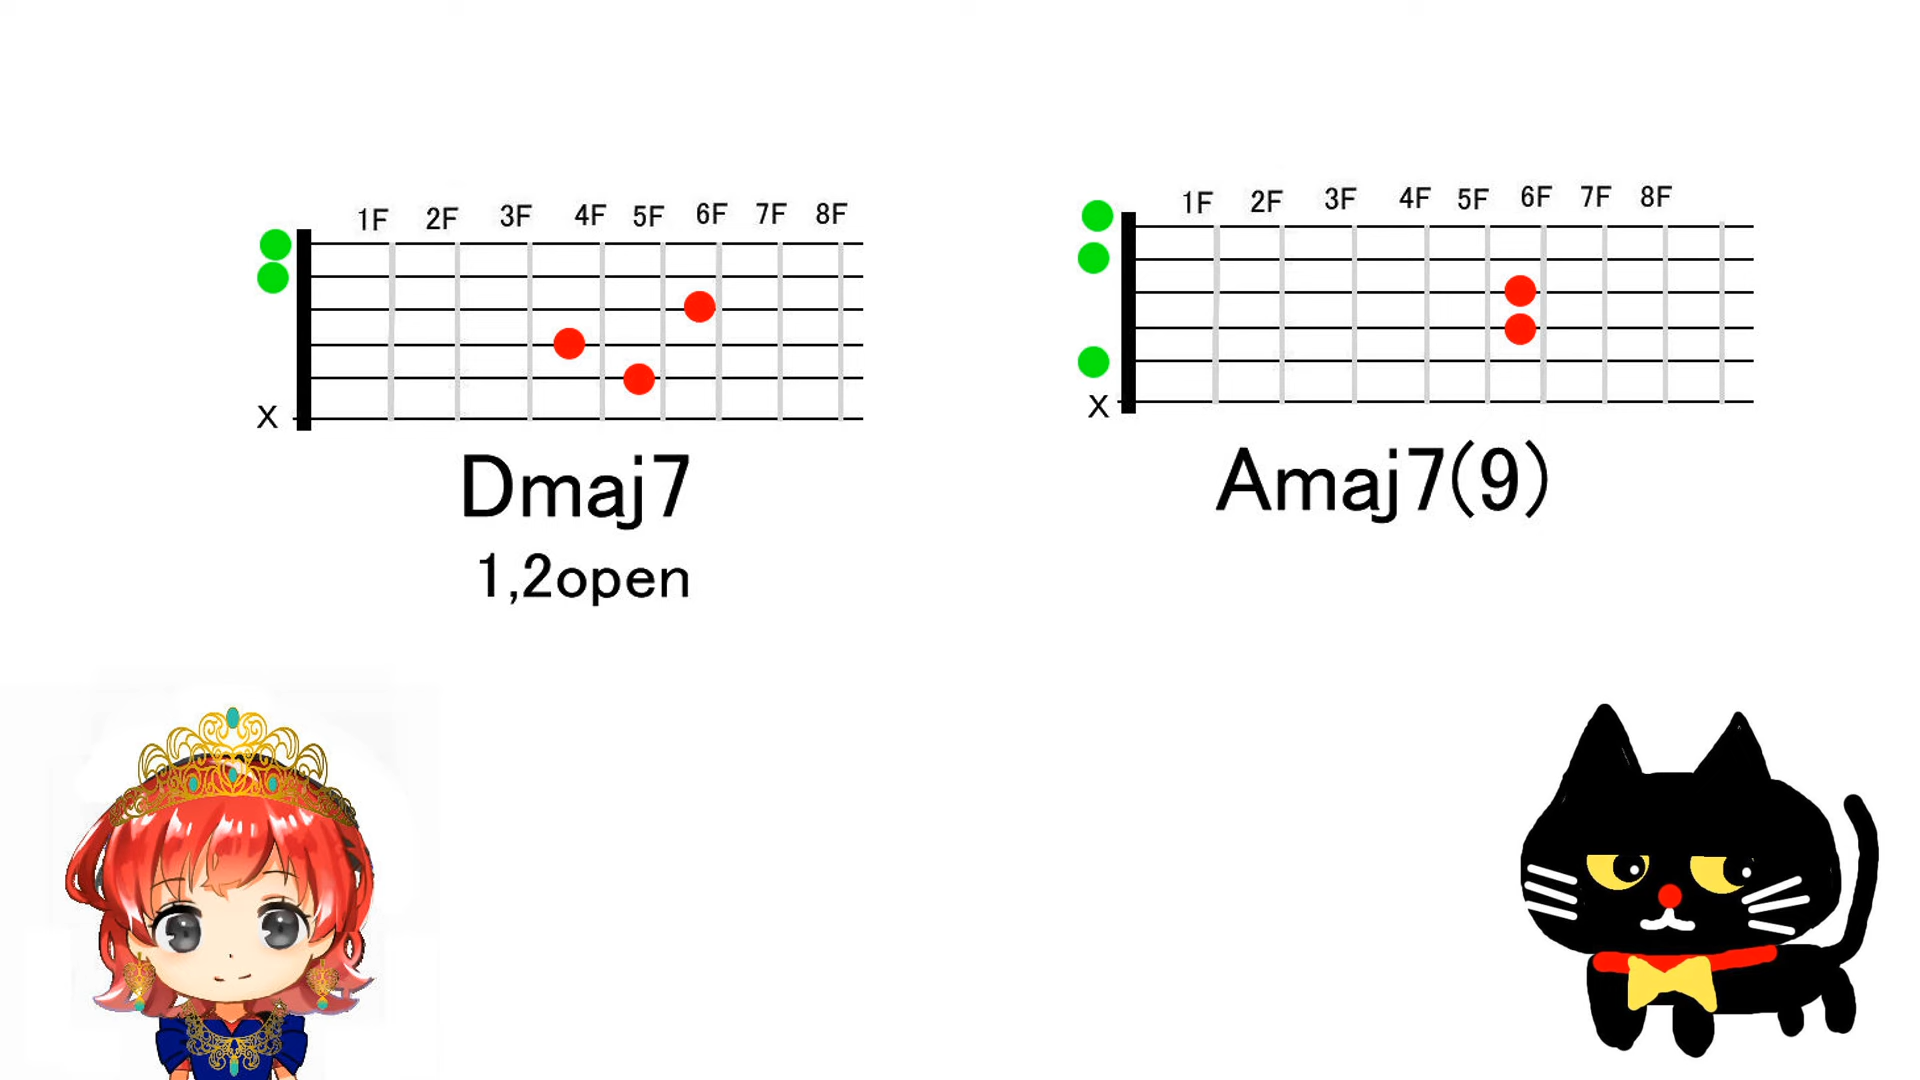 1F 2F 3F 4F 5F 6F 7F 8F
X
Dmaj7
1,2open
1F 2F 3F 4F 5F 6F 7F 8F
X
Amaj7(9)